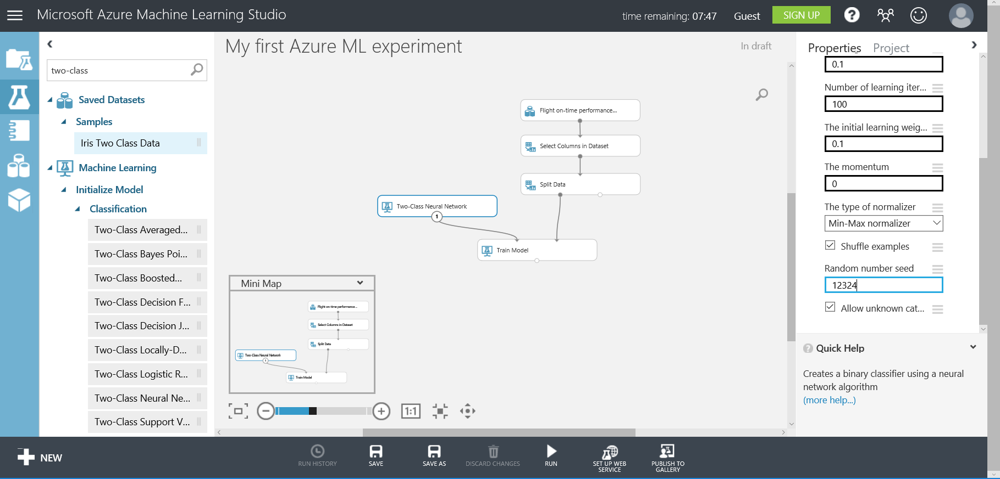 Microsoft Azure Machine Learning Studio
time remaining: 07:47
Guest
SIGN UP
?
two-class
Saved Datasets
Samples
Iris Two Class Data
Machine Learning
Initialize Model
Classification
Two-Class Averaged...
Two-Class Bayes Poi...
Two-Class Boosted...
Two-Class Decision F...
Two-Class Decision J...
Two-Class Locally-D...
Two-Class Logistic R...
Two-Class Neural Ne...
Two-Class Support V...
My first Azure ML experiment
In draft
Flight on-time performance...
Select Columns in Dataset
Split Data
Two-Class Neural Network
1
Train Model
Mini Map
Flight on-time performance...
Select Columns in Dataset
Split Data
Two-Class Neural Network
1
Train Model
1:1
Properties
Project
0.1
Number of learning iter...
100
The initial learning weig...
0.1
The momentum
0
The type of normalizer
Min-Max normalizer
Shuffle examples
Random number seed
12324
Allow unknown cat...
? Quick Help
Creates a binary classifier using a neural
network algorithm
(more help...)
NEW
RUN HISTORY
SAVE
SAVE AS
DISCARD CHANGES
RUN
SET UP WEB
SERVICE
PUBLISH TO
GALLERY